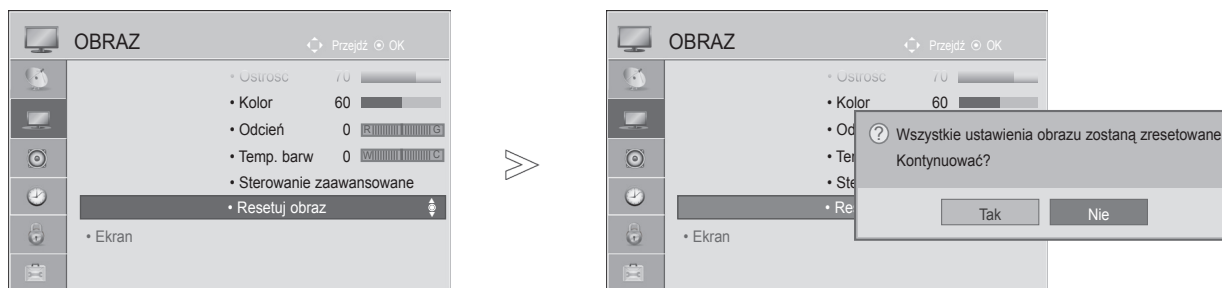 OBRAZ
Przejdź OK
• Ostrość 70
• Kolor 60
• Odcień 0 R G
• Temp. barw 0 W C
• Sterowanie zaawansowane
• Resetuj obraz
• Ekran
OBRAZ
Przejdź OK
• Ostrość 70
• Kolor 60
• Od
• Ter
• Ste
• Re
• Ekran
? Wszystkie ustawienia obrazu zostaną zresetowane
Kontynuować?
Tak Nie